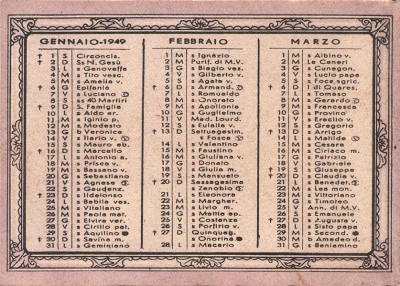 GENNAIO-1949
† 1 S Circoncis.
† 2 D Ss N. Gesù
3 L s Genoveffa
4 M s Tito vesc.
5 M s Amelia v.
† 6 G Epifania
7 V s Luciano
8 S ss 40 Martiri
† 9 D S. Famiglia
10 L s Aldo er.
11 M s Iginio p.
12 M s Modesto
13 G b Veronica
14 V s Ilario v.
15 S s Mauro ab.
† 16 D s Marcello
17 L s Antonio a.
18 M s Prisca v.
19 M s Bassano v.
20 G s Sebastiano
21 V s Agnese
22 S s Gaudenz.
† 23 D s Ildefonso
24 L s Babila ves.
25 M s Vitaliano
26 M s Paola mat.
27 G s Elvira ver.
28 V s Cirillo pat.
29 S s Aquilino
† 30 D s Savina m.
31 L s Geminiano
FEBBRAIO
1 M s Ignazio
2 M Purif. di M.V.
3 G s Biagio ves.
4 V s Gilberto v.
5 S s Agata v.
† 6 D s Armand.
7 L s Romualdo
8 M s Onorato
9 M s Apollonia
10 G s Guglielmo
11 V Mad. Lourd.
12 S s Eulalia v.
† 13 D Settuagesim.
s Fosca
14 L s Valentino
15 M s Faustino
16 M s Giuliana v.
17 G s Donato
18 V s Giulia m.
19 S s Mansueto
† 20 D Sessagesima
s Zenobio
21 L s Eleonora
22 M s Margher.
23 M s Livio m.
24 G s Mattia ap.
25 V s Costanza
26 S s Porfirio v.
† 27 D Quinquag.
s Onorina
28 L s Macario
MARZO
1 M s Albino v.
2 M Le Ceneri
3 G s Cunegon.
4 V s Lucio papa
5 S s Foca, agric.
† 6 D I di Quares.
7 L s Tomaso
8 M s Gerardo
9 M s Francesca
10 G s Provino
11 V s Eraclio v.
12 S s Gregorio
† 13 D s Arrigo
14 L s Matilde
15 M s Cesare
16 M s Ciriaco m.
17 G s Patrizio
18 V s Gabriele
† 19 S s Giuseppe
† 20 D s Claudia v.
21 L s Benedet.
22 M s Lea mon.
23 M s Vittoriano
24 G s Timoteo
25 V Ann. di M.V.
26 S s Emanuele
† 27 D s Augusta v.
28 L s Sisto papa
29 M s Second.
30 M b Amedeo d.
31 G s Beniamino